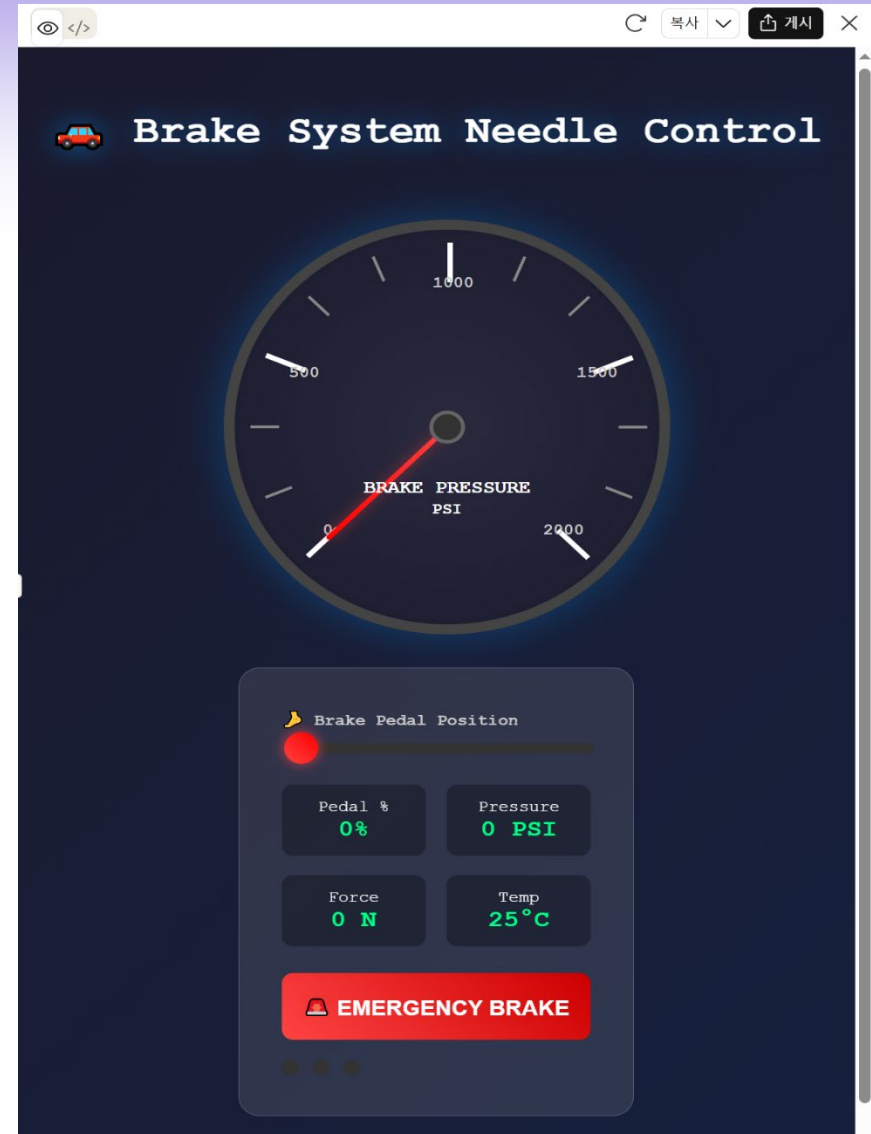 </>
복사
게시
Brake System Needle Control
1000
500
1500
BRAKE PRESSURE
PSI
0
2000
Brake Pedal Position
Pedal %
0%
Pressure
0 PSI
Force
0 N
Temp
25°C
EMERGENCY BRAKE